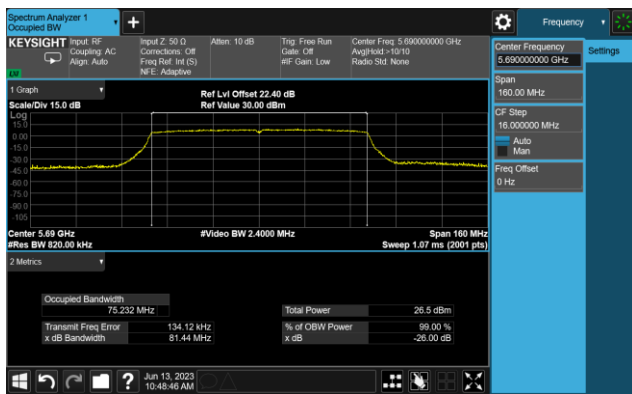 Spectrum Analyzer 1
Occupied BW
Frequency
KEYSIGHT
Input: RF
Coupling: AC
Align: Auto
Input Z: 50 Ω
Corrections: Off
Freq Ref: Int (S)
NFE: Adaptive
Atten: 10 dB
Trig: Free Run
Gate: Off
#IF Gain: Low
Center Freq: 5.690000000 GHz
Avg|Hold:>10/10
Radio Std: None
Center Frequency
5.690000000 GHz
Settings
Span
160.00 MHz
CF Step
16.000000 MHz
Auto
Man
Freq Offset
0 Hz
1 Graph
Scale/Div 15.0 dB
Ref Lvl Offset 22.40 dB
Ref Value 30.00 dBm
Log
15.0
0.00
-15.0
-30.0
-45.0
-60.0
-75.0
-90.0
-105
Center 5.69 GHz
#Res BW 820.00 kHz
#Video BW 2.4000 MHz
Span 160 MHz
Sweep 1.07 ms (2001 pts)
2 Metrics
Occupied Bandwidth
75.232 MHz
Total Power 26.5 dBm
Transmit Freq Error 134.12 kHz
% of OBW Power 99.00 %
x dB Bandwidth 81.44 MHz
x dB -26.00 dB
?
Jun 13, 2023
10:48:46 AM